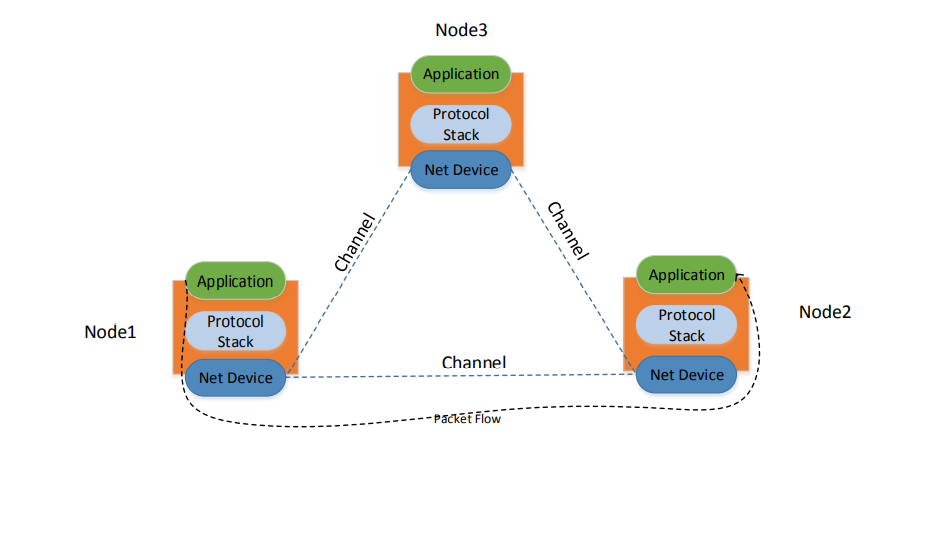 Node3
Application
Protocol
Stack
Net Device
Channel
Channel
Node1
Application
Protocol
Stack
Net Device
Channel
Application
Protocol
Stack
Net Device
Node2
Packet Flow